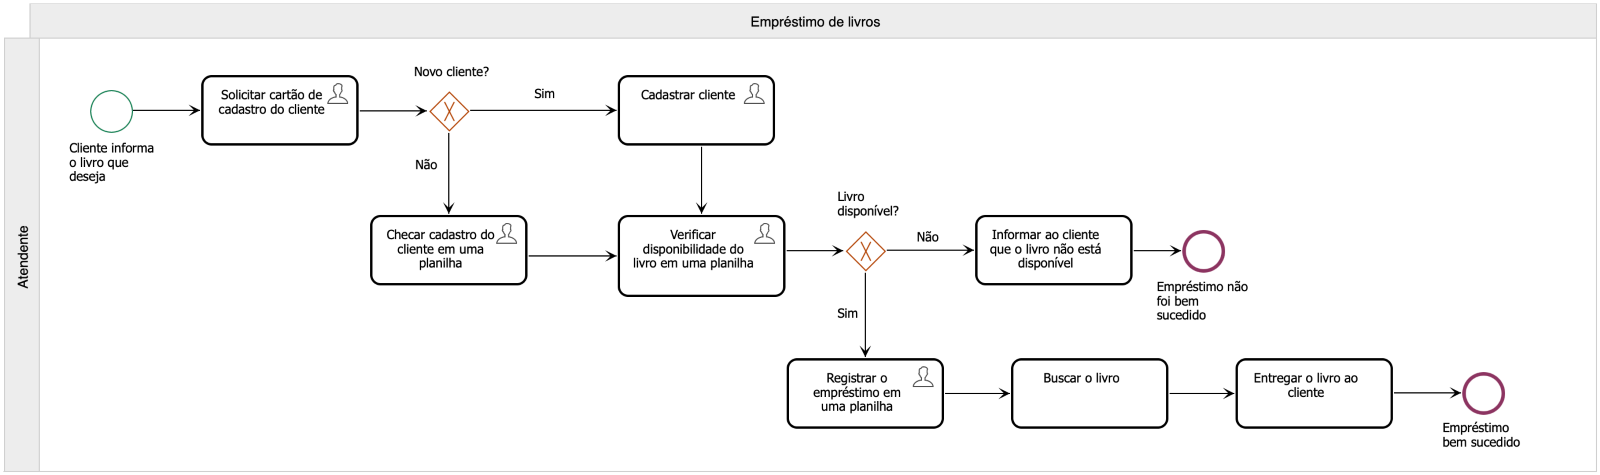 Empréstimo de livros
Atendente
Cliente informa
o livro que
deseja
Solicitar cartão de
cadastro do cliente
Novo cliente?
Sim
Não
Cadastrar cliente
Checar cadastro do
cliente em uma
planilha
Verificar
disponibilidade do
livro em uma planilha
Livro
disponível?
Não
Sim
Informar ao cliente
que o livro não está
disponível
Empréstimo não
foi bem
sucedido
Registrar o
empréstimo em
uma planilha
Buscar o livro
Entregar o livro ao
cliente
Empréstimo
bem sucedido